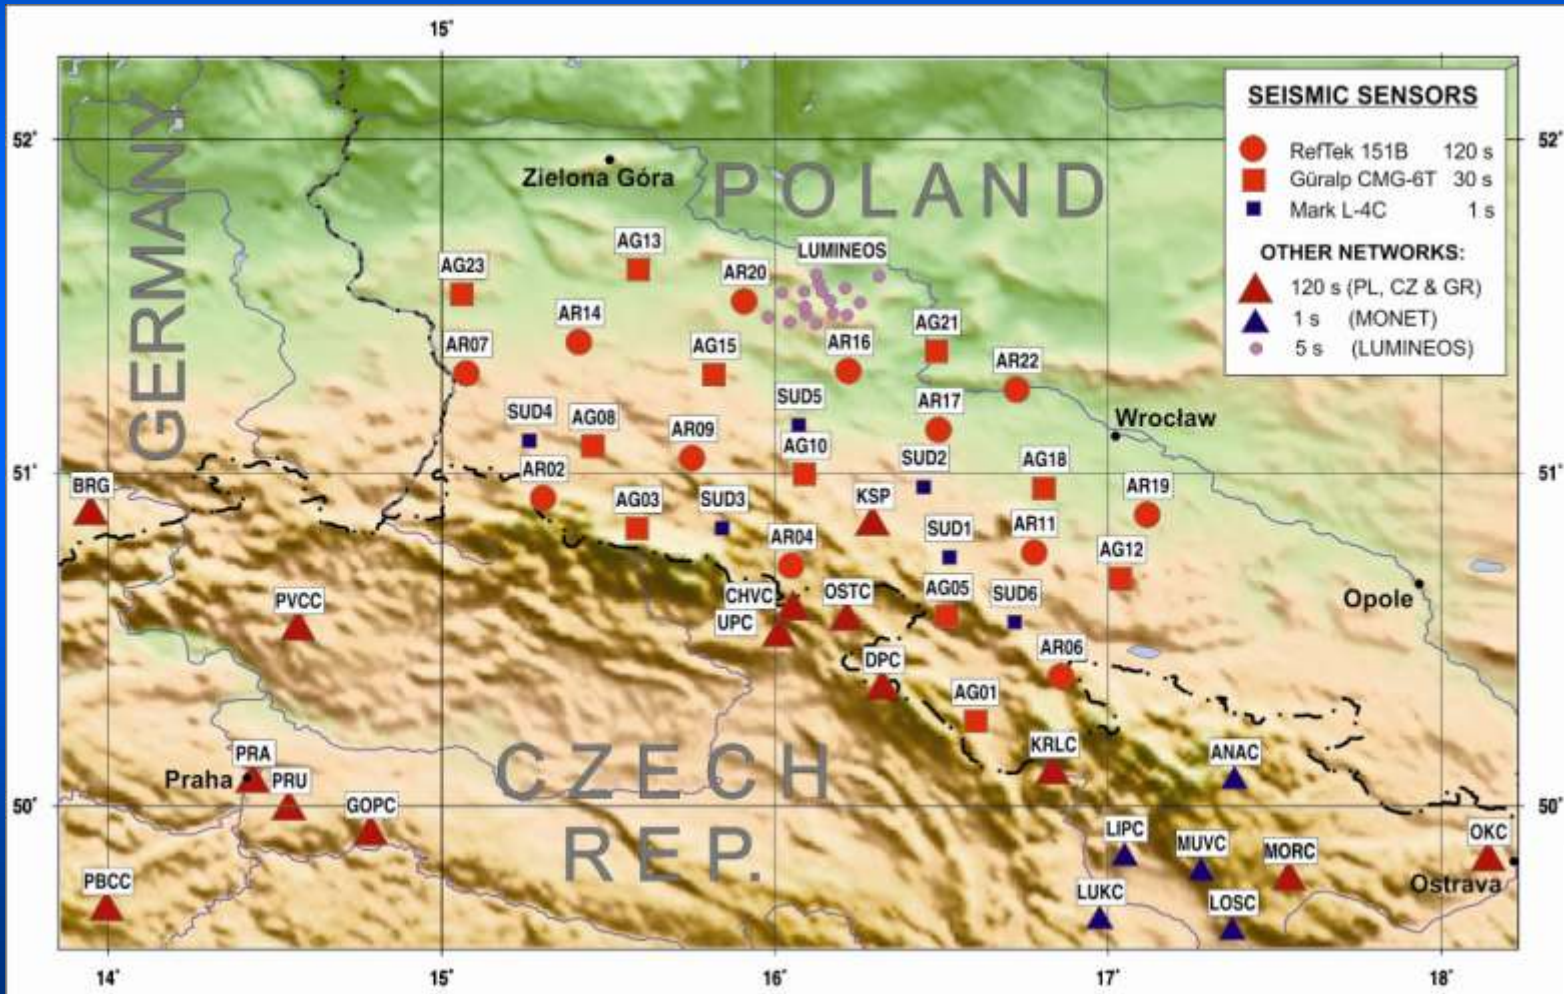 15°
SEISMIC SENSORS
RefTek 151B 120 s
Güralp CMG-6T 30 s
Mark L-4C 1 s
OTHER NETWORKS:
120 s (PL, CZ & GR)
1 s (MONET)
5 s (LUMINEOS)
52°
52°
GERMANY
Zielona Góra
POLAND
AG13
LUMINEOS
AG23
AR20
AR14
AG21
AR07
AG15
AR16
AR22
SUD5
AR17
SUD4
AG08
Wrocław
AR09
AG10
SUD2
AG18
51°
51°
AR02
BRG
AG03
SUD3
KSP
AR19
AR04
SUD1
AR11
AG12
CHVC
OSTC
AG05
SUD6
PVCC
Opole
UPC
DPC
AR06
AG01
CZECH
REP.
KRLC
ANAC
PRA
Praha
PRU
GOPC
50°
50°
LIPC
MUVC
MORC
OKC
PBCC
LUKC
LOSC
Ostrava
14°
15°
16°
17°
18°